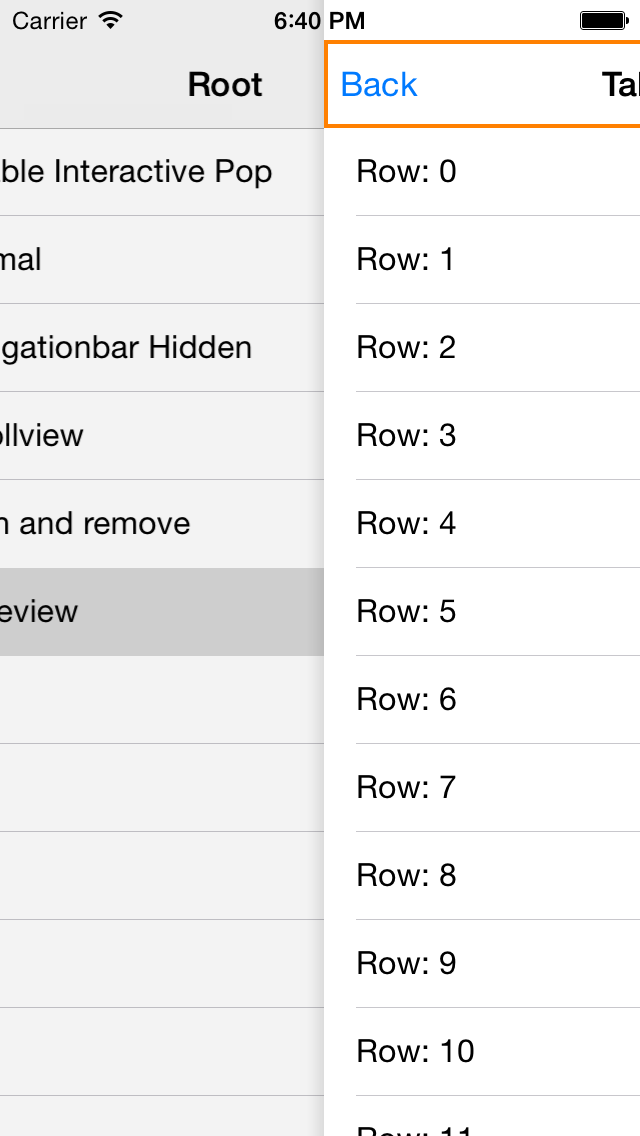 Carrier 6:40 PM
Root
ble Interactive Pop
mal
gationbar Hidden
ollview
n and remove
eview
Back Ta
Row: 0
Row: 1
Row: 2
Row: 3
Row: 4
Row: 5
Row: 6
Row: 7
Row: 8
Row: 9
Row: 10
Row: 11